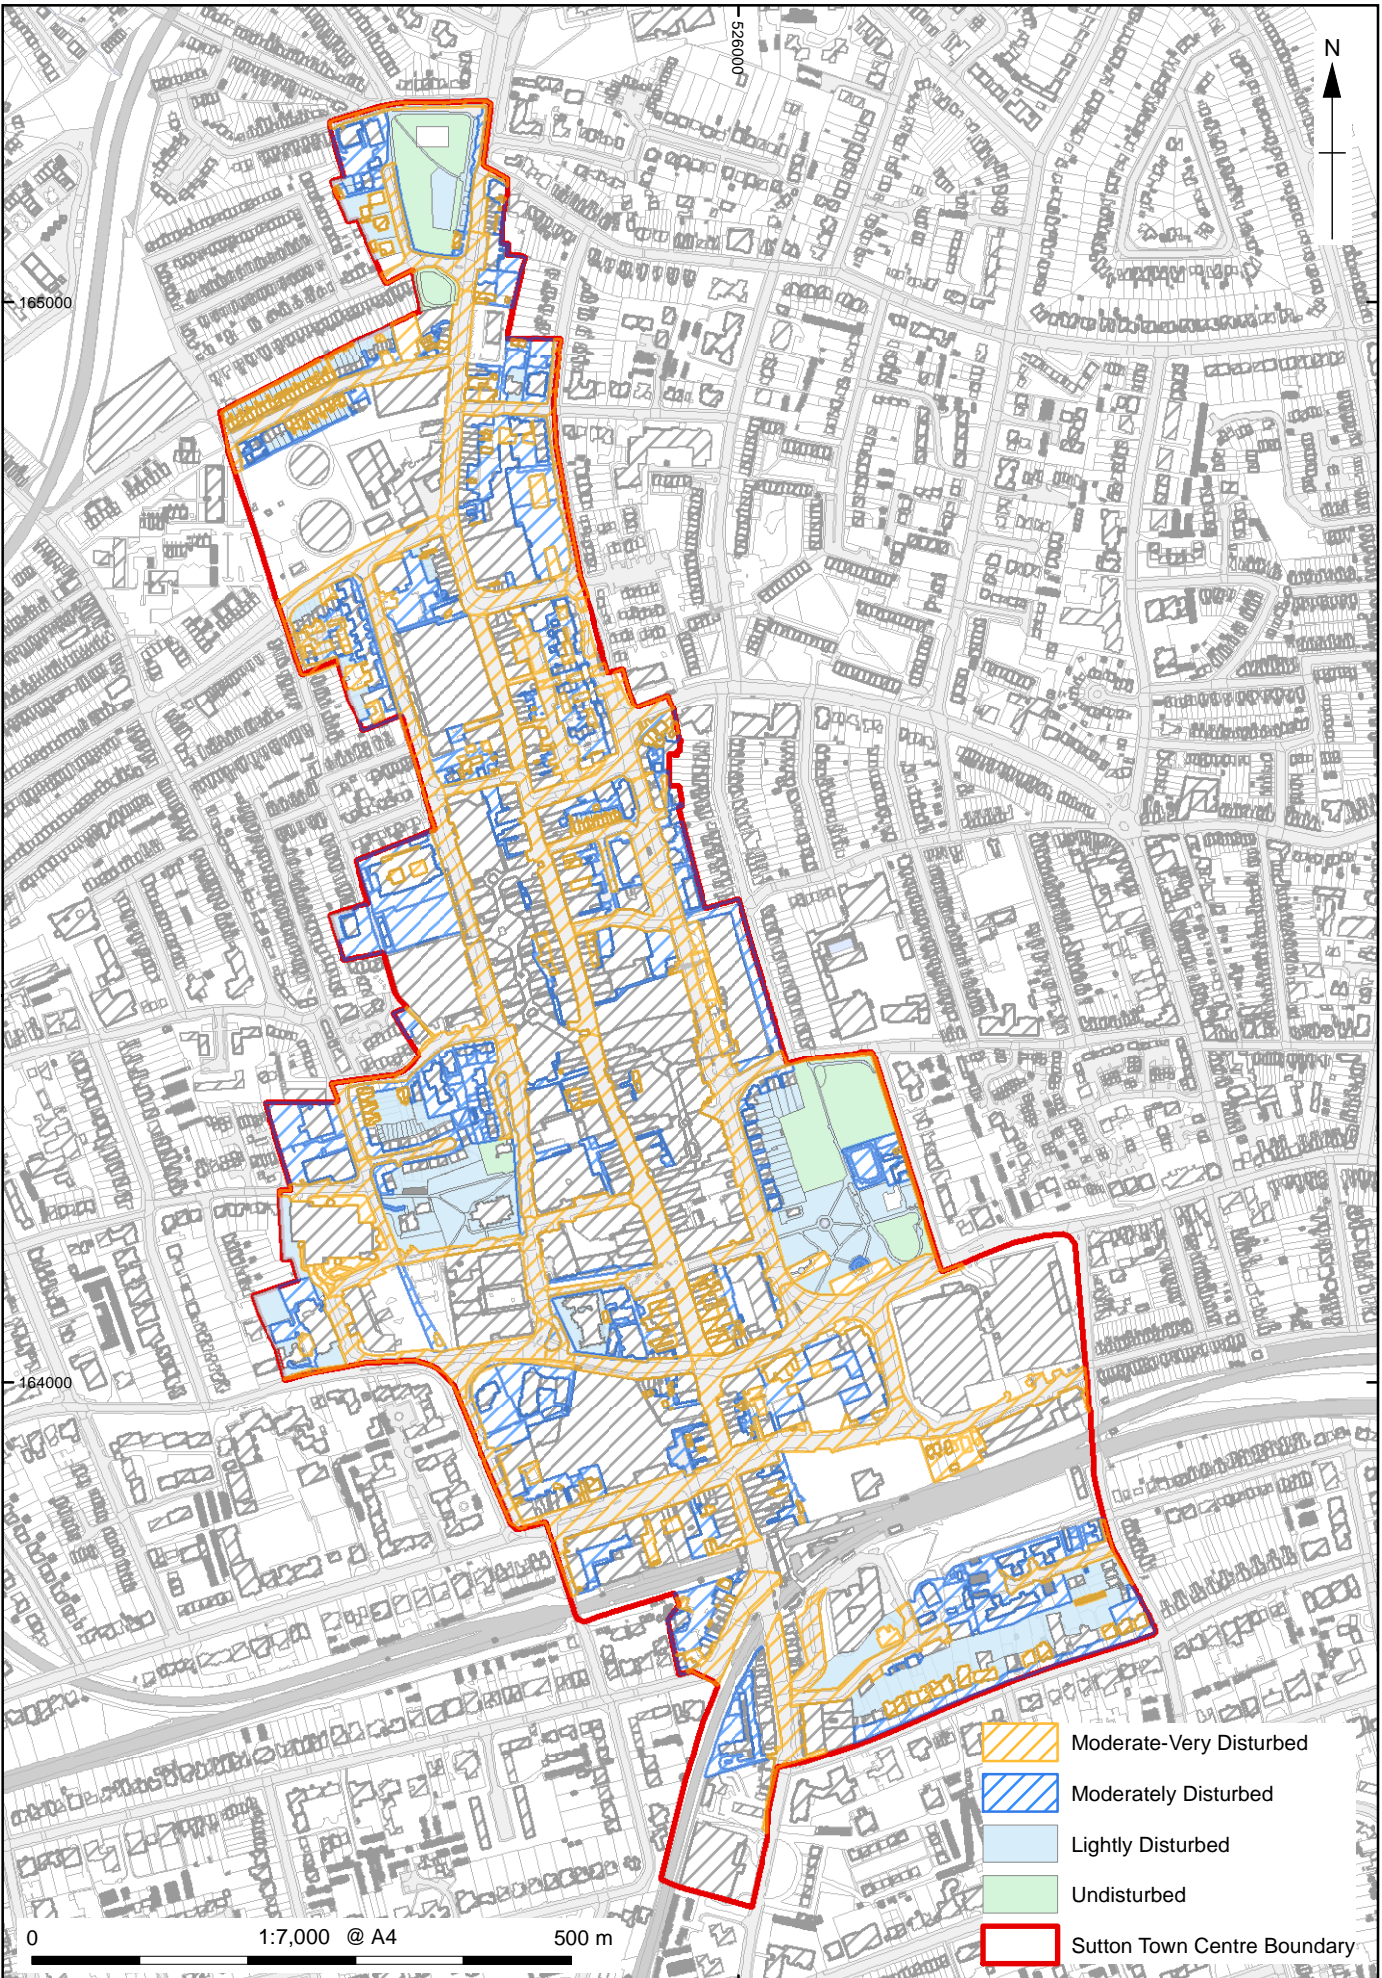 526000
N
165000
164000
Moderate-Very Disturbed
Moderately Disturbed
Lightly Disturbed
Undisturbed
Sutton Town Centre Boundary
0 1:7,000 @ A4 500 m